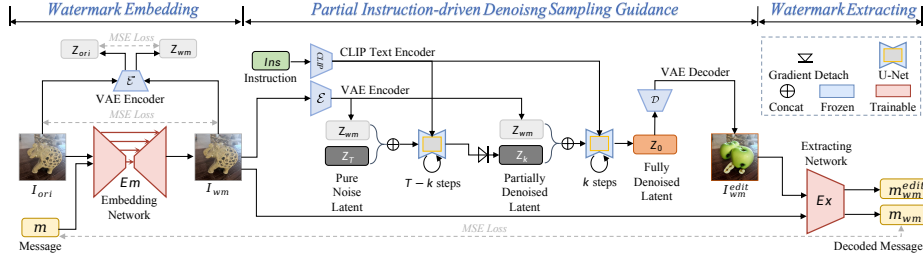 Watermark Embedding
Partial Instruction-driven Denoisng Sampling Guidance
Watermark Extracting
MSE Loss
Z_ori
Z_wm
ℰ
VAE Encoder
MSE Loss
I_ori
Em
Embedding
Network
I_wm
m
Message
Ins
Instruction
CLIP
CLIP Text Encoder
ℰ
VAE Encoder
Z_wm
Z_T
Pure
Noise
Latent
T − k steps
Z_wm
Z_k
Partially
Denoised
Latent
k steps
Z_0
Fully
Denoised
Latent
VAE Decoder
𝒟
I_wm^edit
MSE Loss
Gradient Detach
U-Net
Concat
Frozen
Trainable
Extracting
Network
Ex
m_wm^edit
m_wm
Decoded Message